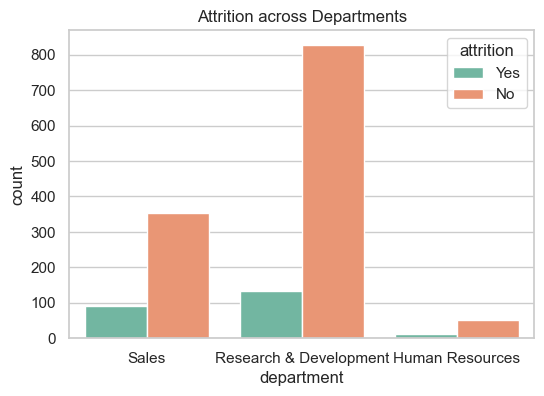 Attrition across Departments
attrition
Yes
No
count
800
700
600
500
400
300
200
100
0
Sales
Research & Development
Human Resources
department